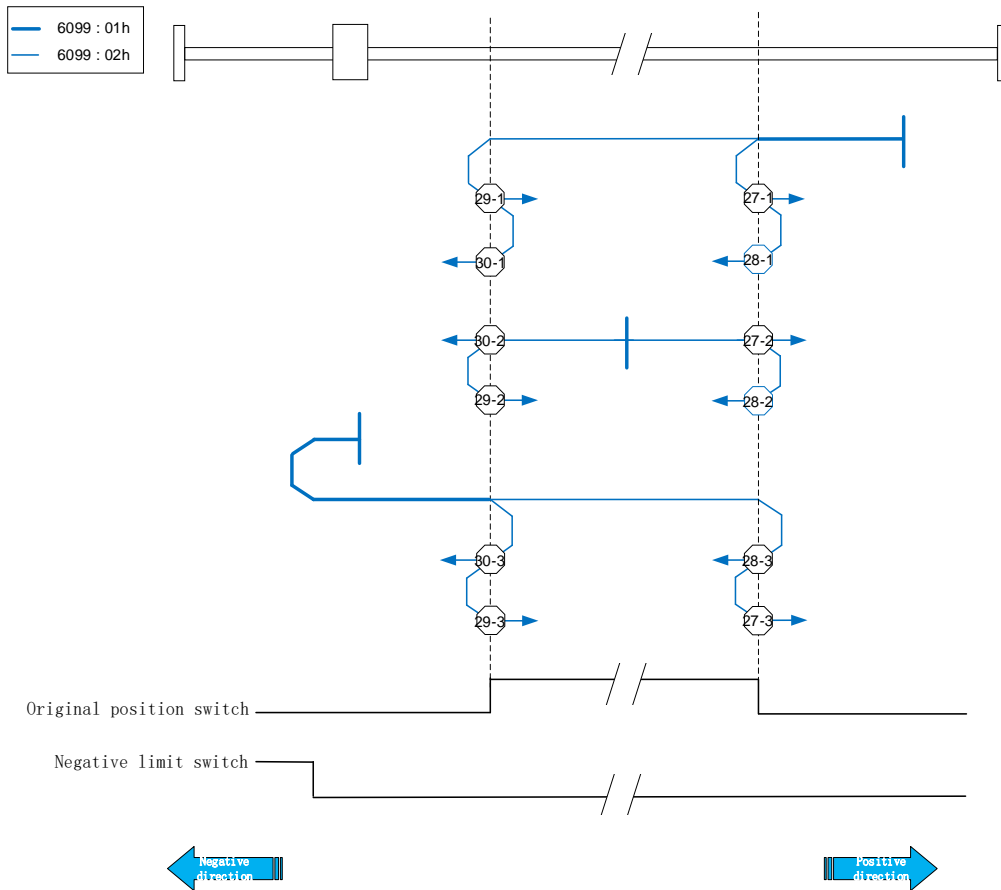 6099 : 01h
6099 : 02h
29-1
27-1
30-1
28-1
30-2
27-2
29-2
28-2
30-3
28-3
29-3
27-3
Original position switch
Negative limit switch
Negative
direction
Positive
direction